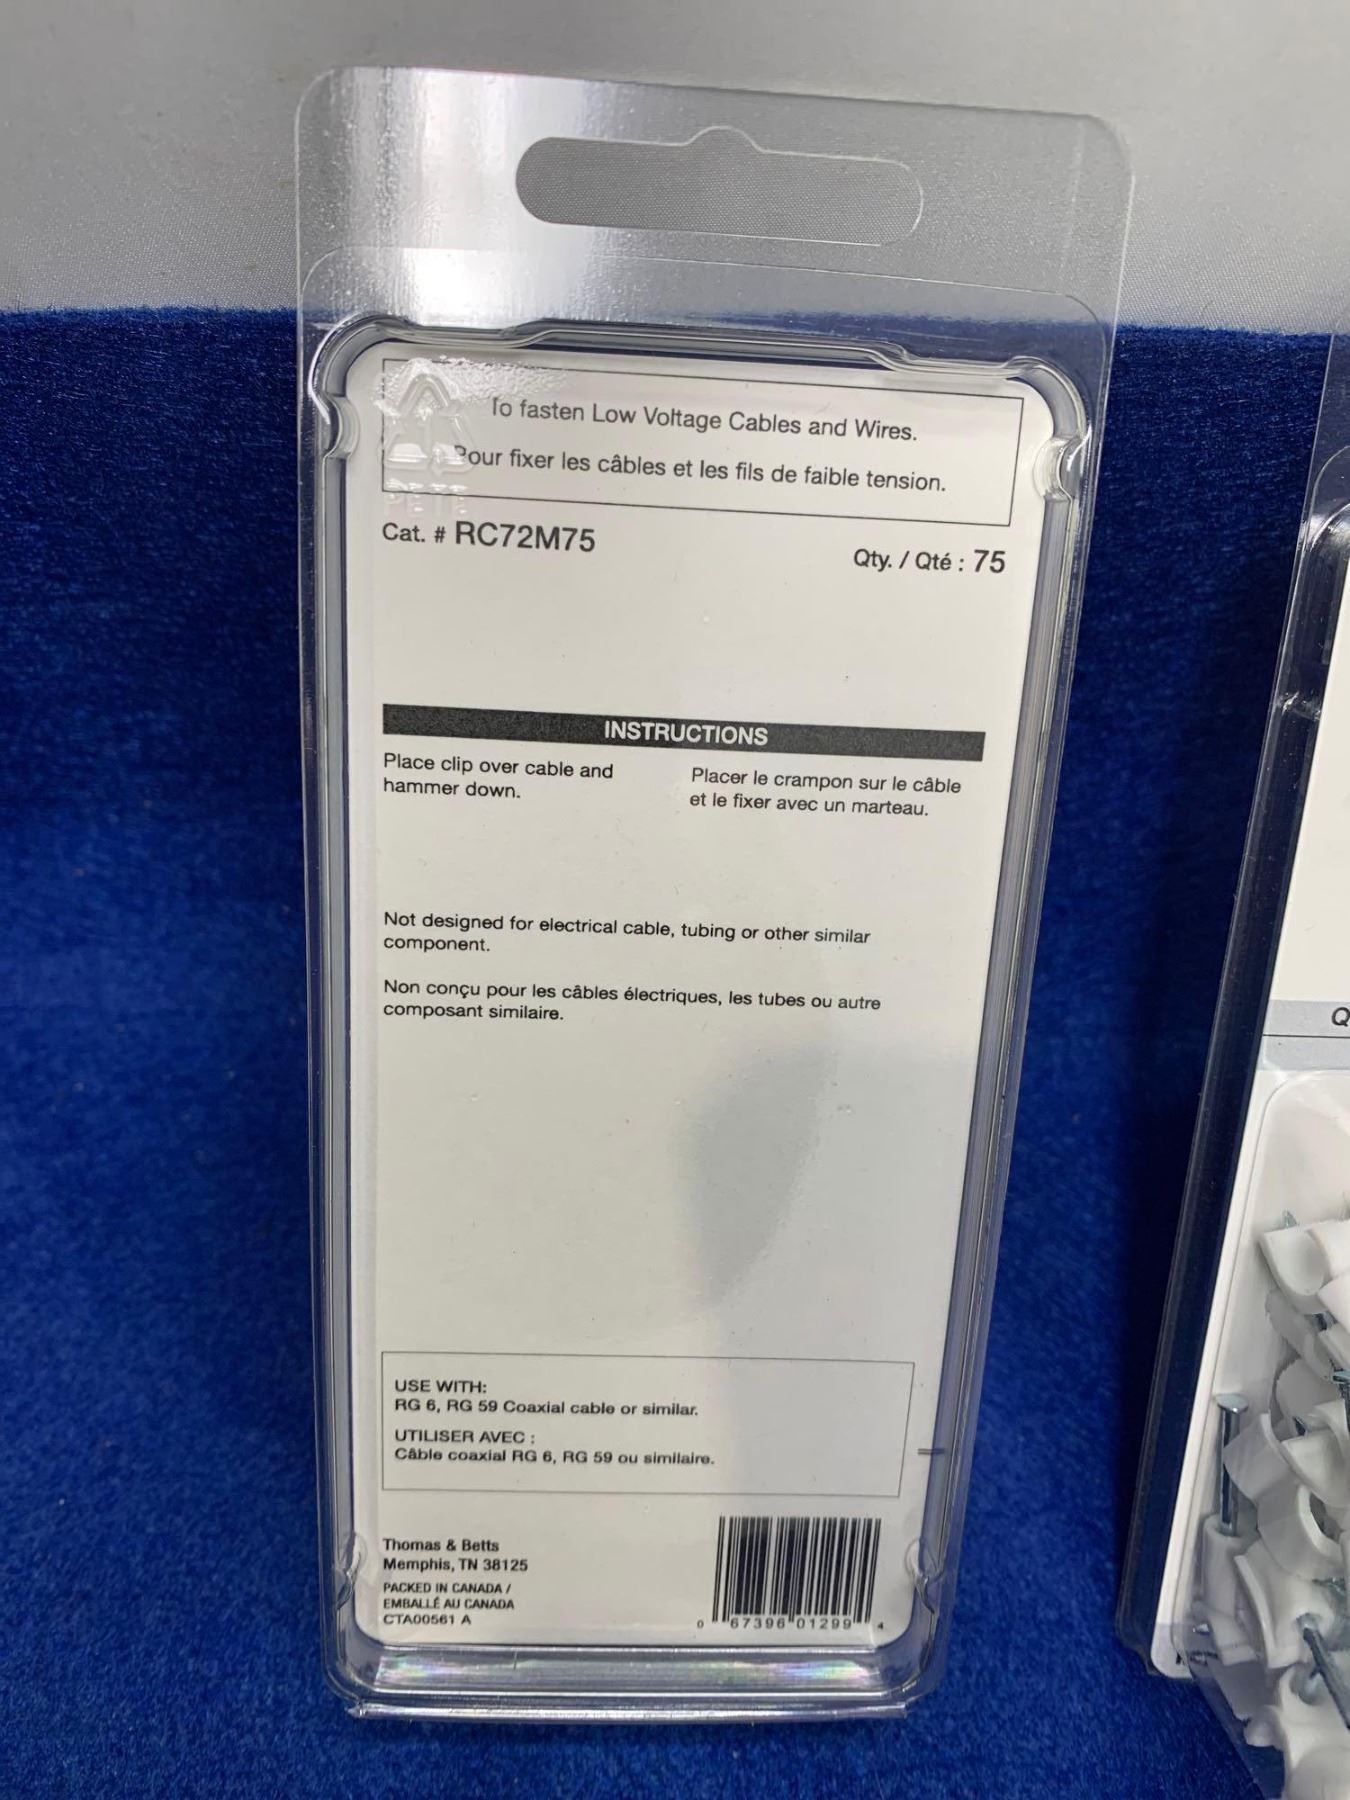 To fasten Low Voltage Cables and Wires.
Pour fixer les câbles et les fils de faible tension.
PETE
Cat. # RC72M75
Qty. / Qté : 75
INSTRUCTIONS
Place clip over cable and
hammer down.
Placer le crampon sur le câble
et le fixer avec un marteau.
Not designed for electrical cable, tubing or other similar
component.
Non conçu pour les câbles électriques, les tubes ou autre
composant similaire.
USE WITH:
RG 6, RG 59 Coaxial cable or similar.
UTILISER AVEC :
Câble coaxial RG 6, RG 59 ou similaire.
Thomas & Betts
Memphis, TN 38125
PACKED IN CANADA /
EMBALLÉ AU CANADA
CTA00561 A
0 67396 01299 4
Q